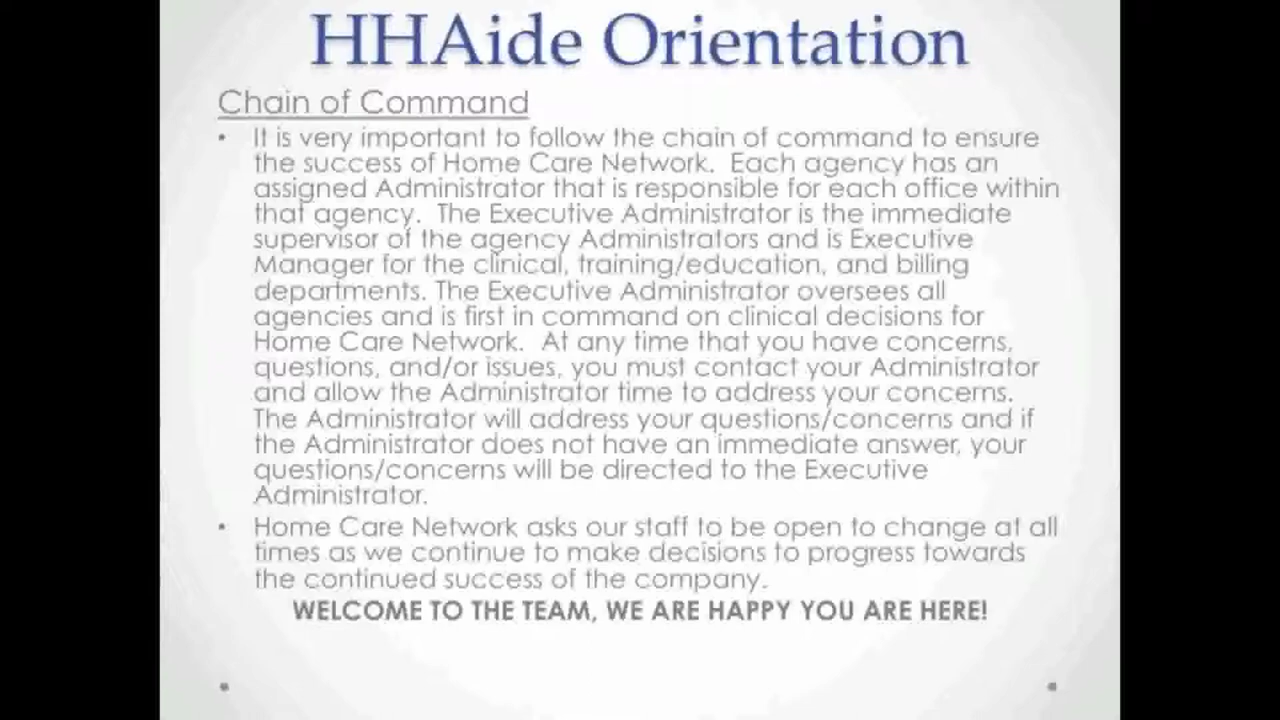 HHAide Orientation
Chain of Command
• It is very important to follow the chain of command to ensure
the success of Home Care Network. Each agency has an
assigned Administrator that is responsible for each office within
that agency. The Executive Administrator is the immediate
supervisor of the agency Administrators and is Executive
Manager for the clinical, training/education, and billing
departments. The Executive Administrator oversees all
agencies and is first in command on clinical decisions for
Home Care Network. At any time that you have concerns,
questions, and/or issues, you must contact your Administrator
and allow the Administrator time to address your concerns.
The Administrator will address your questions/concerns and if
the Administrator does not have an immediate answer, your
questions/concerns will be directed to the Executive
Administrator.
• Home Care Network asks our staff to be open to change at all
times as we continue to make decisions to progress towards
the continued success of the company.
WELCOME TO THE TEAM, WE ARE HAPPY YOU ARE HERE!